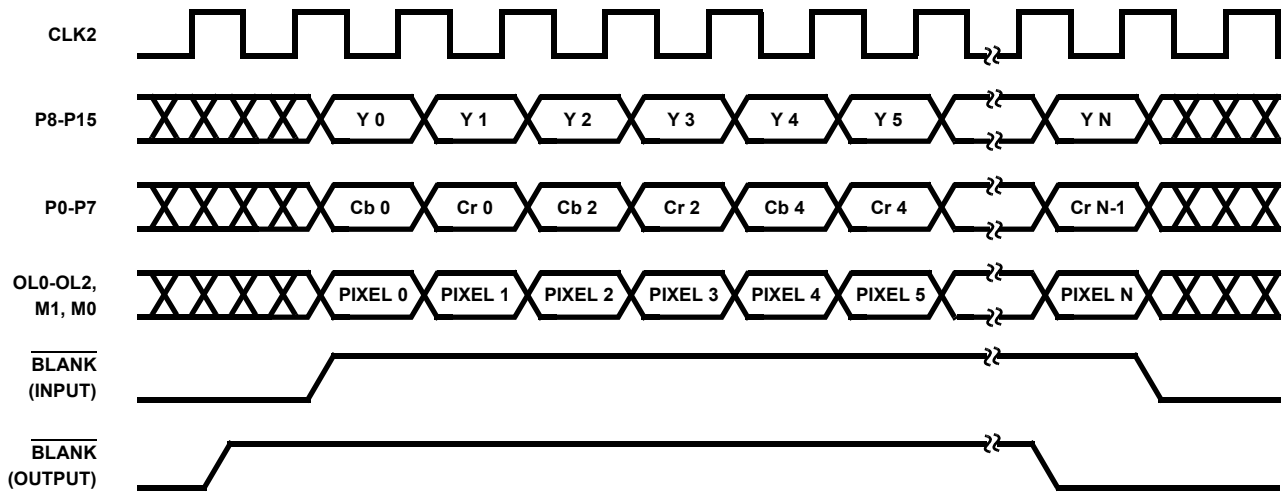 CLK2
P8-P15
Y 0 Y 1 Y 2 Y 3 Y 4 Y 5 Y N
P0-P7
Cb 0 Cr 0 Cb 2 Cr 2 Cb 4 Cr 4 Cr N-1
OL0-OL2,
M1, M0
PIXEL 0 PIXEL 1 PIXEL 2 PIXEL 3 PIXEL 4 PIXEL 5 PIXEL N
BLANK
(INPUT)
BLANK
(OUTPUT)